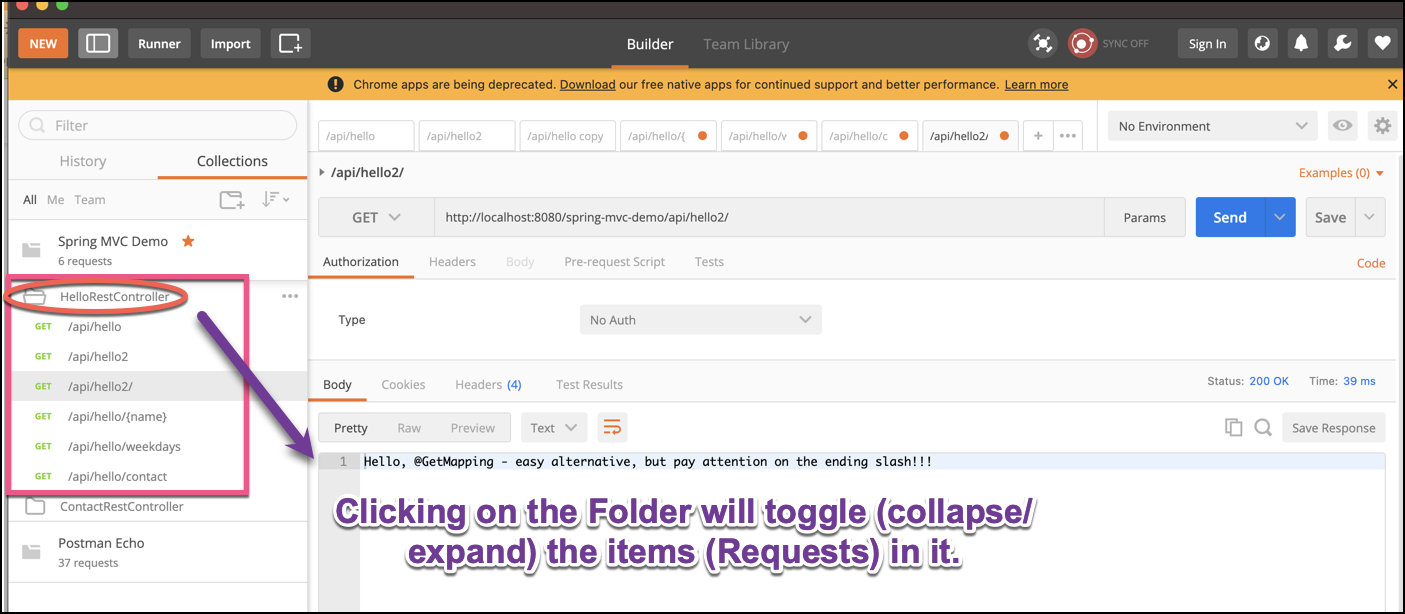 NEW Runner Import Builder Team Library SYNC OFF Sign In
Chrome apps are being deprecated. Download our free native apps for continued support and better performance. Learn more
Filter
History Collections
All Me Team
Spring MVC Demo
6 requests
HelloRestController
GET /api/hello
GET /api/hello2
GET /api/hello2/
GET /api/hello/{name}
GET /api/hello/weekdays
GET /api/hello/contact
ContactRestController
Postman Echo
37 requests
/api/hello /api/hello2 /api/hello copy /api/hello/{ /api/hello/v /api/hello/c /api/hello2/ + No Environment
/api/hello2/ Examples (0)
GET http://localhost:8080/spring-mvc-demo/api/hello2/ Params Send Save
Authorization Headers Body Pre-request Script Tests Code
Type No Auth
Body Cookies Headers (4) Test Results Status: 200 OK Time: 39 ms
Pretty Raw Preview Text Save Response
1 Hello, @GetMapping - easy alternative, but pay attention on the ending slash!!!
Clicking on the Folder will toggle (collapse/
expand) the items (Requests) in it.